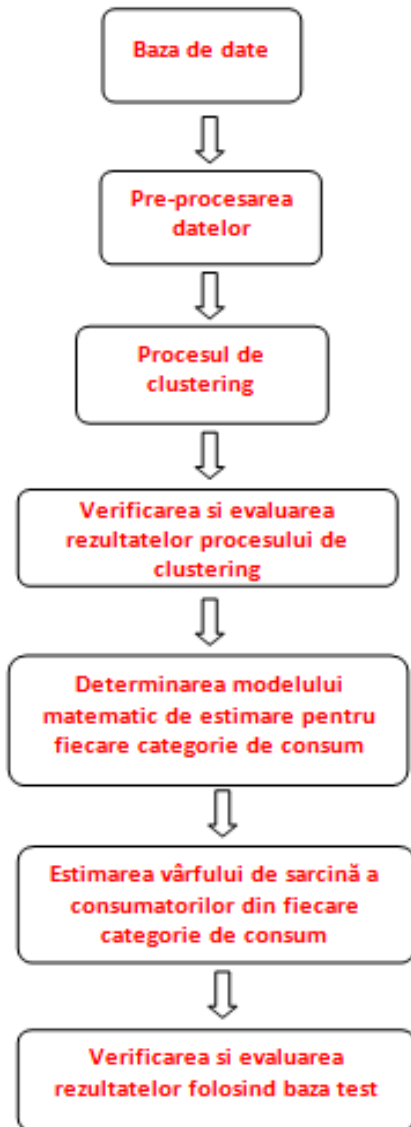 Baza de date
Pre-procesarea
datelor
Procesul de
clustering
Verificarea si evaluarea
rezultatelor procesului de
clustering
Determinarea modelului
matematic de estimare pentru
fiecare categorie de consum
Estimarea vârfului de sarcină a
consumatorilor din fiecare
categorie de consum
Verificarea si evaluarea
rezultatelor folosind baza test